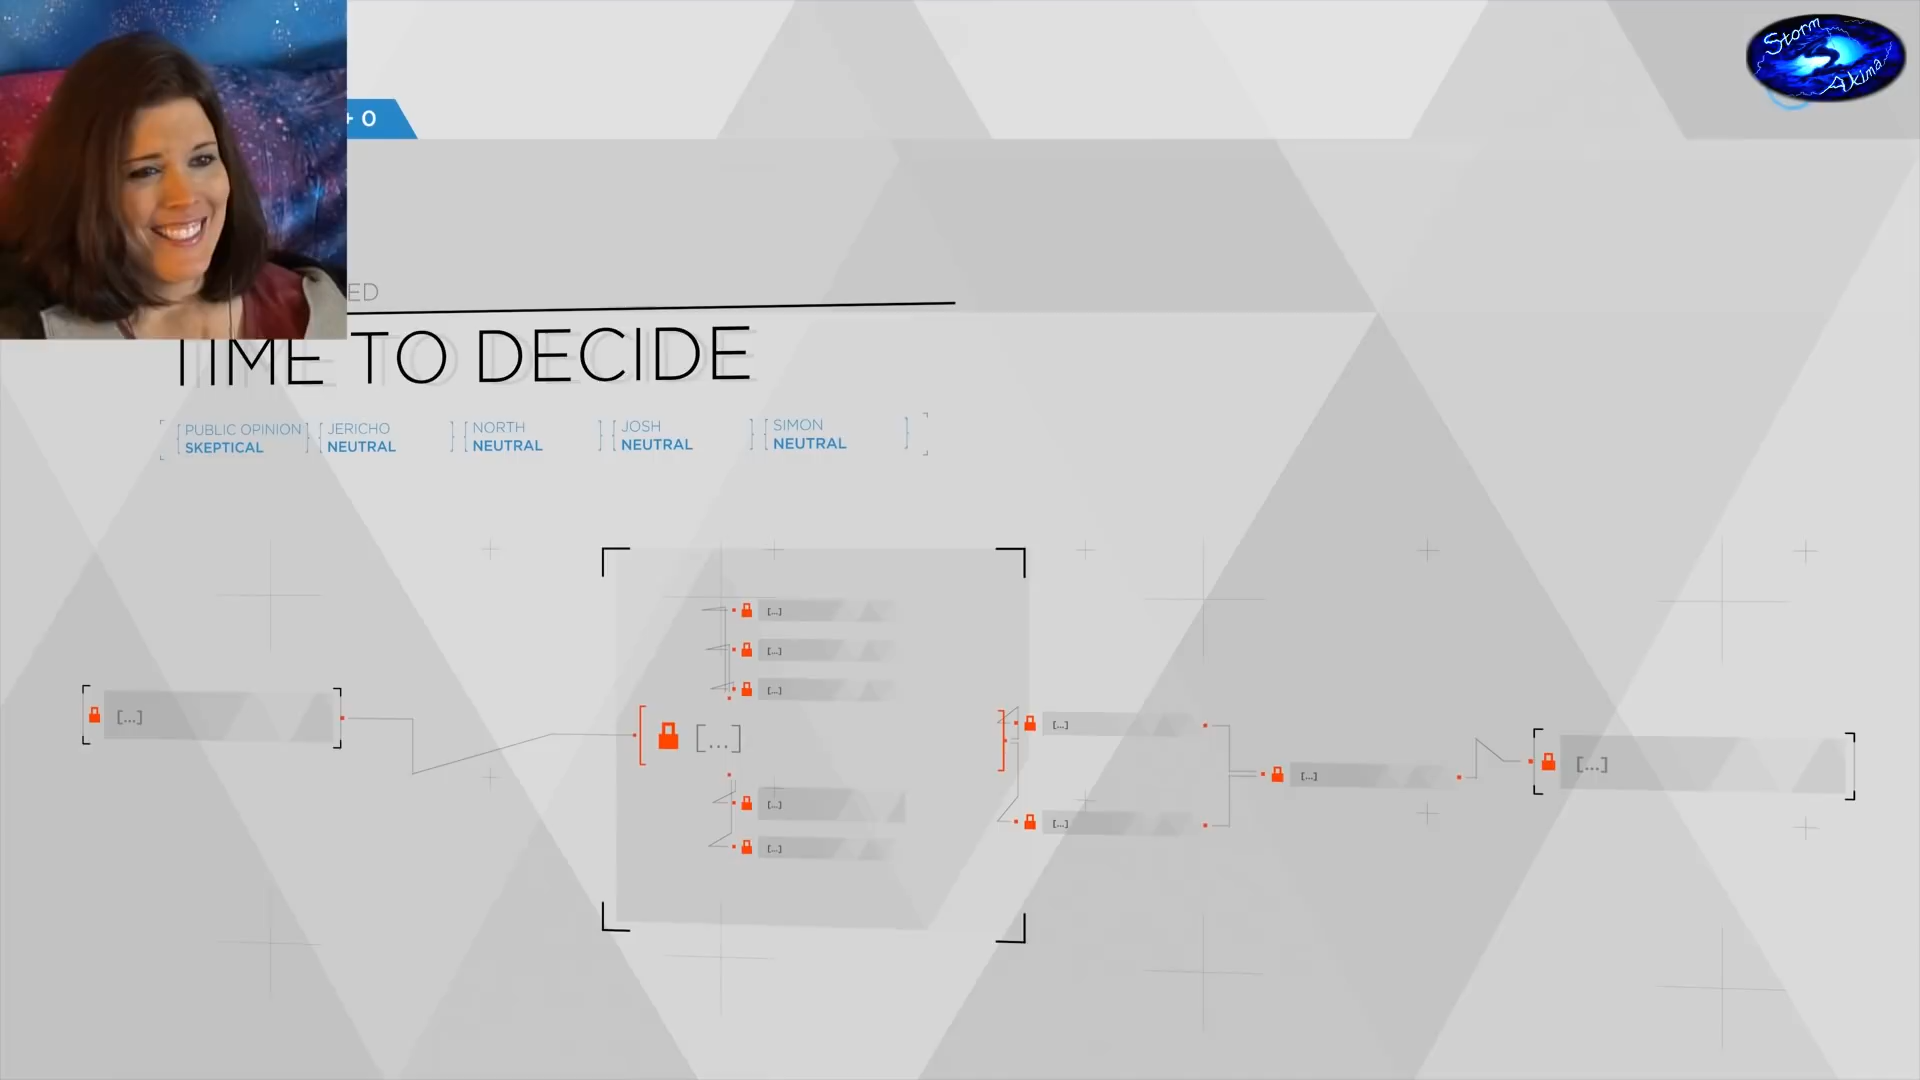 Storm
Akima
+ 0
ED
TIME TO DECIDE
PUBLIC OPINION
SKEPTICAL
JERICHO
NEUTRAL
NORTH
NEUTRAL
JOSH
NEUTRAL
SIMON
NEUTRAL
[...]
[...]
[...]
[...]
[...]
[...]
[...]
[...]
[...]
[...]
[...]